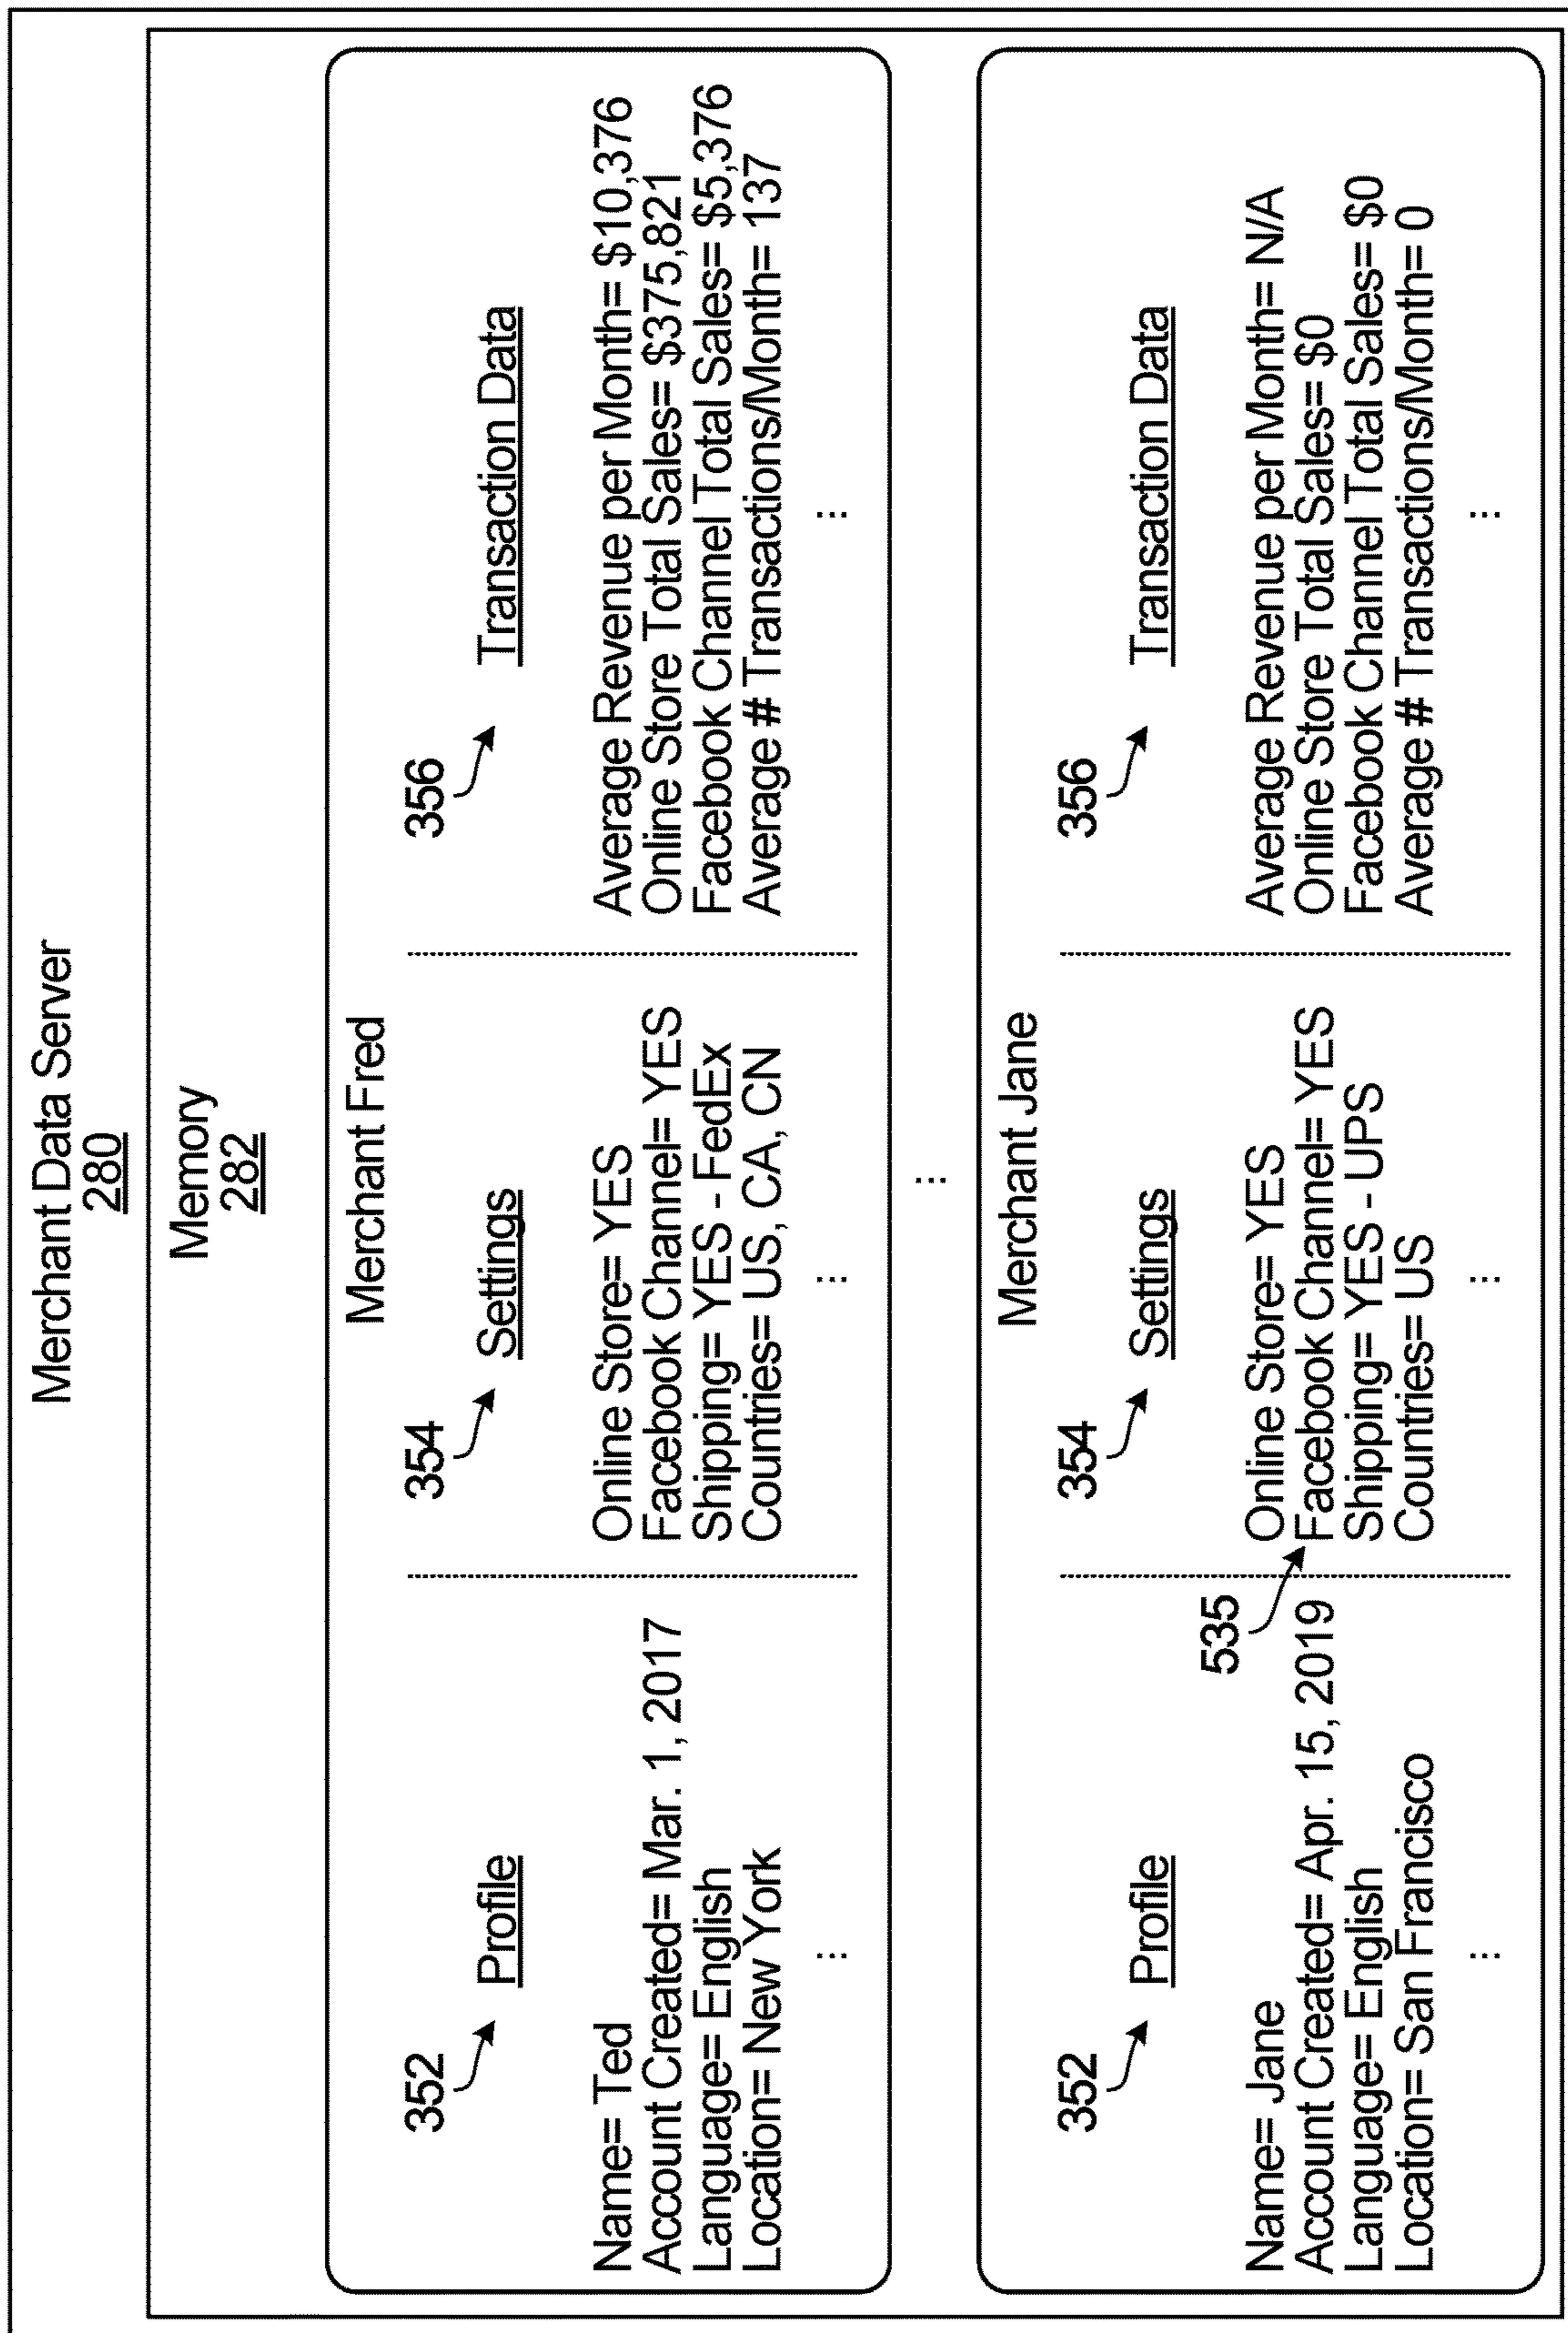 Merchant Data Server
280
Memory
282
Merchant Fred
352
Profile
Name= Ted
Account Created= Mar. 1, 2017
Language= English
Location= New York
...
354
Settings
Online Store= YES
Facebook Channel= YES
Shipping= YES - FedEx
Countries= US, CA, CN
...
356
Transaction Data
Average Revenue per Month= $10,376
Online Store Total Sales= $375,821
Facebook Channel Total Sales= $5,376
Average # Transactions/Month= 137
...
...
Merchant Jane
352
Profile
Name= Jane
Account Created= Apr. 15, 2019
Language= English
Location= San Francisco
...
354
Settings
535
Online Store= YES
Facebook Channel= YES
Shipping= YES - UPS
Countries= US
...
356
Transaction Data
Average Revenue per Month= N/A
Online Store Total Sales= $0
Facebook Channel Total Sales= $0
Average # Transactions/Month= 0
...